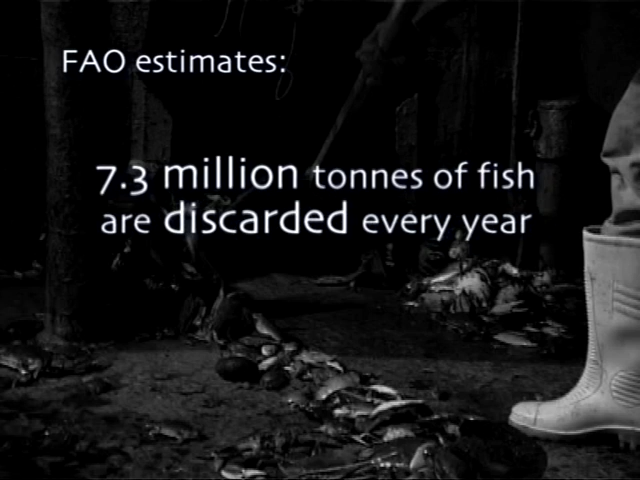 FAO estimates:
7.3 million tonnes of fish
are discarded every year